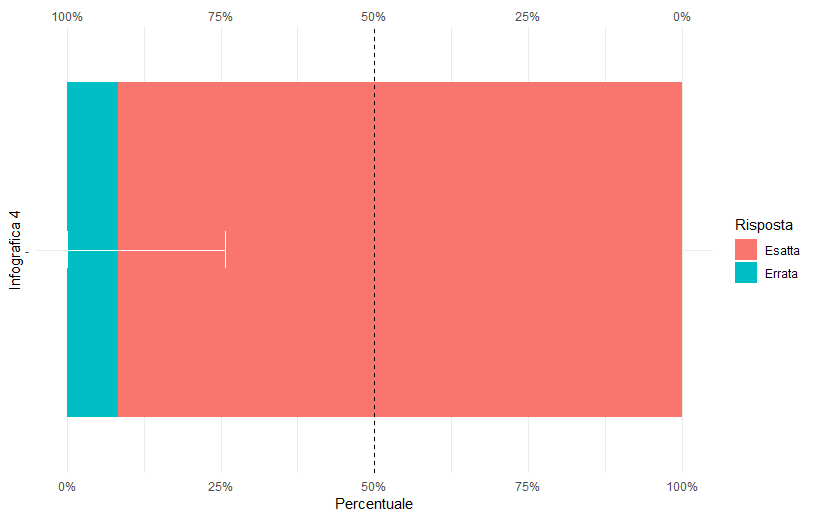 100% 75% 50% 25% 0%
Infografica 4
-
Risposta
Esatta
Errata
0% 25% 50% 75% 100%
Percentuale